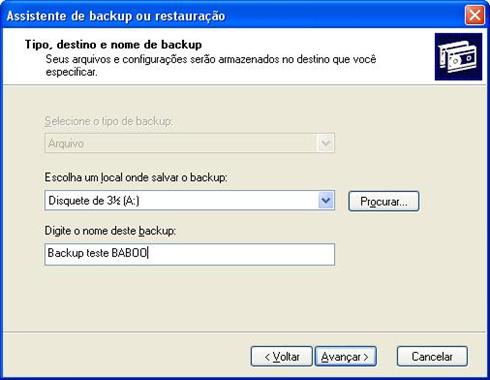 Assistente de backup ou restauração
Tipo, destino e nome de backup
Seus arquivos e configurações serão armazenados no destino que você
especificar.
Selecione o tipo de backup:
Arquivo
Escolha um local onde salvar o backup:
Disquete de 3½ (A:)
Procurar...
Digite o nome deste backup:
Backup teste BABOO
< Voltar
Avançar >
Cancelar